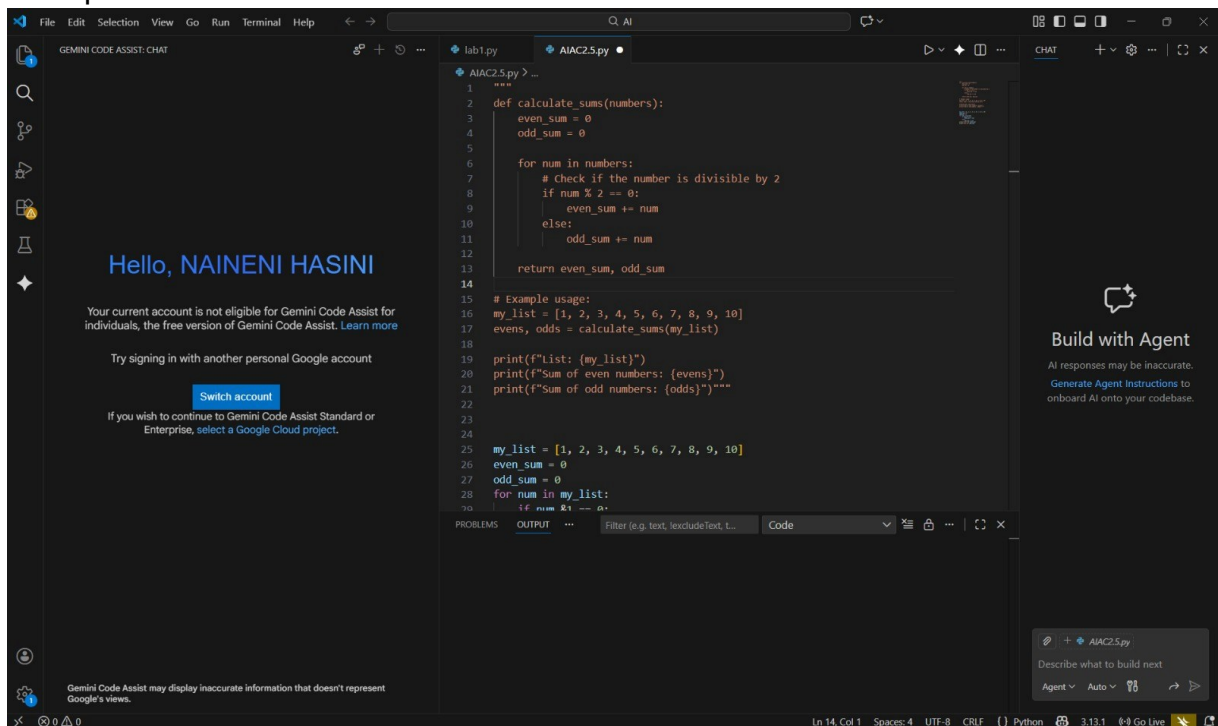 File Edit Selection View Go Run Terminal Help
AI
GEMINI CODE ASSIST: CHAT
Hello, NAINENI HASINI
Your current account is not eligible for Gemini Code Assist for
individuals, the free version of Gemini Code Assist. Learn more
Try signing in with another personal Google account
Switch account
If you wish to continue to Gemini Code Assist Standard or
Enterprise, select a Google Cloud project.
Gemini Code Assist may display inaccurate information that doesn't represent
Google's views.
lab1.py AIAC2.5.py
AIAC2.5.py > ...
1 """
2 def calculate_sums(numbers):
3 even_sum = 0
4 odd_sum = 0
5
6 for num in numbers:
7 # Check if the number is divisible by 2
8 if num % 2 == 0:
9 even_sum += num
10 else:
11 odd_sum += num
12
13 return even_sum, odd_sum
14
15 # Example usage:
16 my_list = [1, 2, 3, 4, 5, 6, 7, 8, 9, 10]
17 evens, odds = calculate_sums(my_list)
18
19 print(f"List: {my_list}")
20 print(f"Sum of even numbers: {evens}")
21 print(f"Sum of odd numbers: {odds}")"""
22
23
24
25 my_list = [1, 2, 3, 4, 5, 6, 7, 8, 9, 10]
26 even_sum = 0
27 odd_sum = 0
28 for num in my_list:
29 if num &1 == 0:
PROBLEMS OUTPUT ... Filter (e.g. text, !excludeText, t... Code
CHAT
Build with Agent
AI responses may be inaccurate.
Generate Agent Instructions to
onboard AI onto your codebase.
AIAC2.5.py
Describe what to build next
Agent Auto
0 0 Ln 14, Col 1 Spaces: 4 UTF-8 CRLF {} Python 3.13.1 Go Live